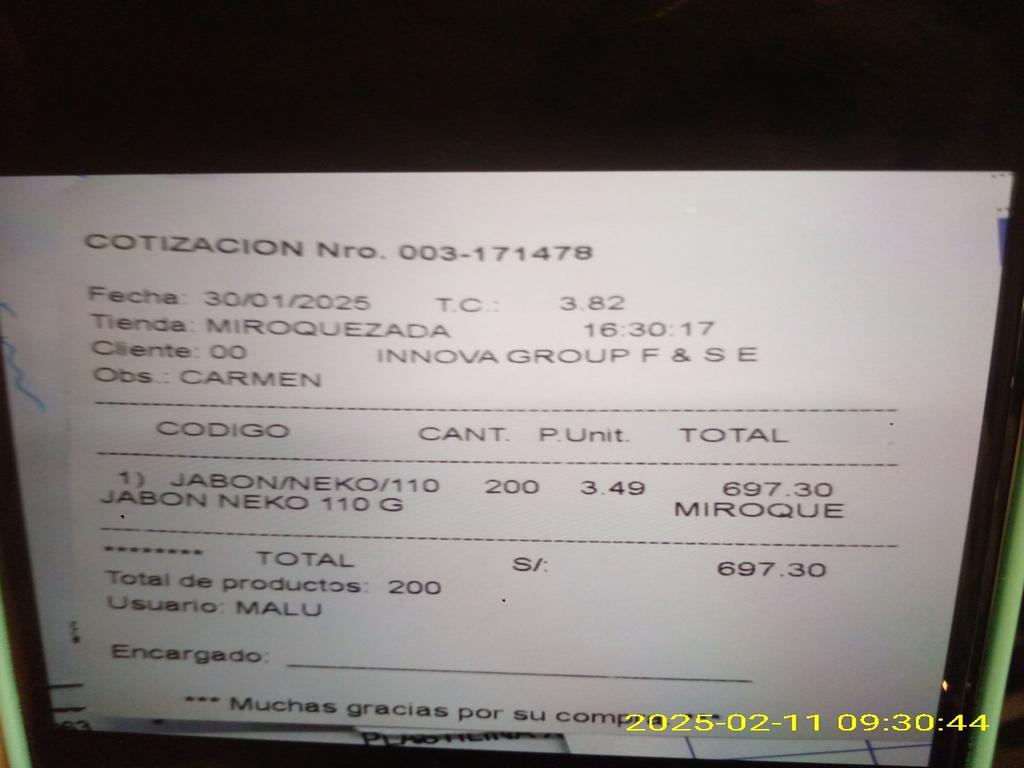 COTIZACION Nro. 003-171478
Fecha: 30/01/2025 T.C.: 3.82
Tienda: MIROQUEZADA 16:30:17
Cliente: 00 INNOVA GROUP F & S E
Obs.: CARMEN
CODIGO CANT. P.Unit. TOTAL
1) JABON/NEKO/110 200 3.49 697.30
JABON NEKO 110 G MIROQUE
******** TOTAL S/: 697.30
Total de productos: 200
Usuario: MALU
Encargado:
*** Muchas gracias por su compra
2025-02-11 09:30:44